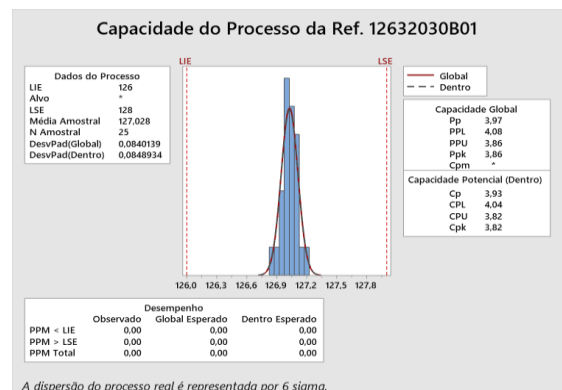 Capacidade do Processo da Ref. 12632030B01
LIE LSE
Dados do Processo
LIE 126
Alvo *
LSE 128
Média Amostral 127,028
N Amostral 25
DesvPad(Global) 0,0840139
DesvPad(Dentro) 0,0848934
Global
Dentro
Capacidade Global
Pp 3,97
PPL 4,08
PPU 3,86
Ppk 3,86
Cpm *
Capacidade Potencial (Dentro)
Cp 3,93
CPL 4,04
CPU 3,82
Cpk 3,82
126,0 126,3 126,6 126,9 127,2 127,5 127,8
Desempenho
Observado Global Esperado Dentro Esperado
PPM < LIE 0,00 0,00 0,00
PPM > LSE 0,00 0,00 0,00
PPM Total 0,00 0,00 0,00
A dispersão do processo real é representada por 6 sigma.